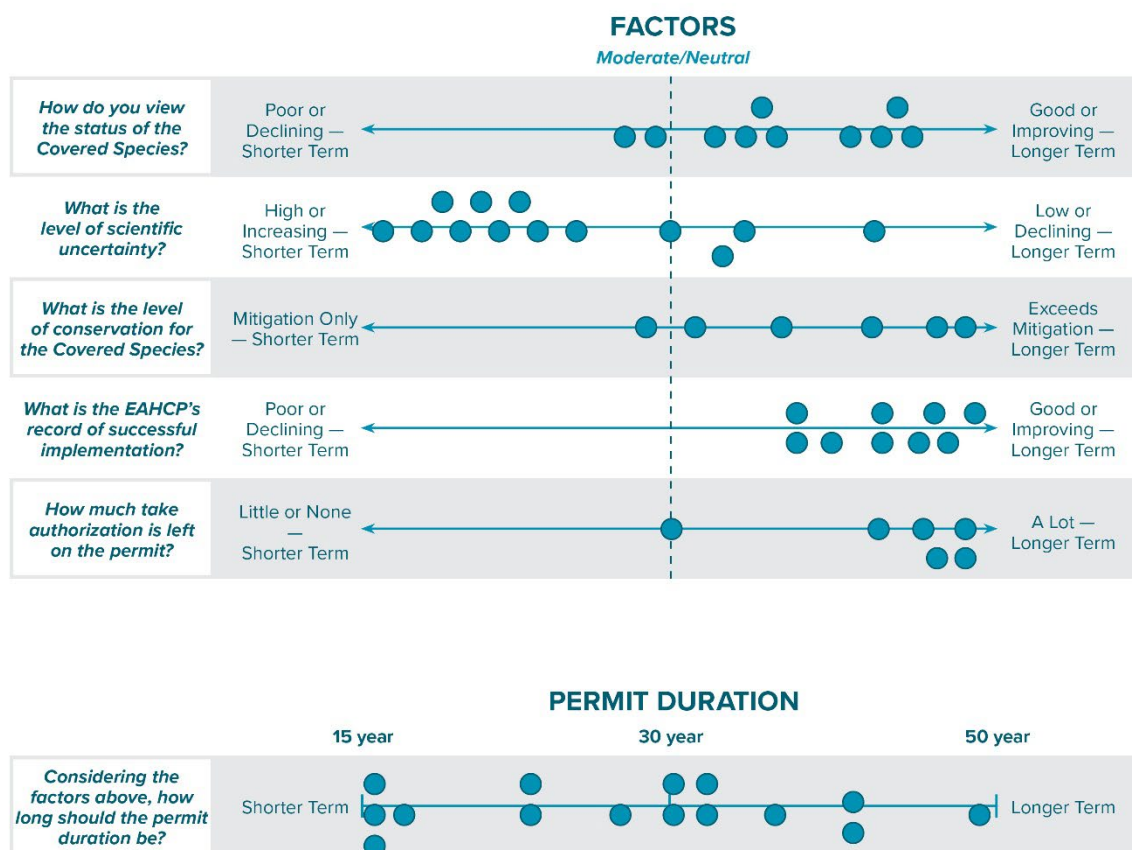 FACTORS
Moderate/Neutral
How do you view
the status of the
Covered Species?
Poor or
Declining —
Shorter Term
Good or
Improving —
Longer Term
What is the
level of scientific
uncertainty?
High or
Increasing —
Shorter Term
Low or
Declining —
Longer Term
What is the level
of conservation for
the Covered Species?
Mitigation Only
— Shorter Term
Exceeds
Mitigation —
Longer Term
What is the EAHCP’s
record of successful
implementation?
Poor or
Declining —
Shorter Term
Good or
Improving —
Longer Term
How much take
authorization is left
on the permit?
Little or None
—
Shorter Term
A Lot —
Longer Term
PERMIT DURATION
15 year
30 year
50 year
Considering the
factors above, how
long should the permit
duration be?
Shorter Term
Longer Term